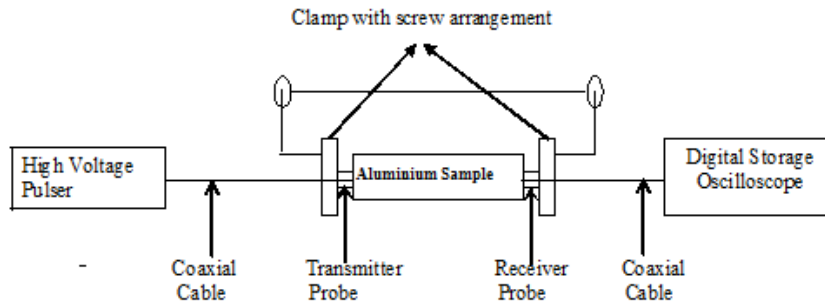 Clamp with screw arrangement
High Voltage
Pulser
Aluminium Sample
Digital Storage
Oscilloscope
Coaxial
Cable
Transmitter
Probe
Receiver
Probe
Coaxial
Cable